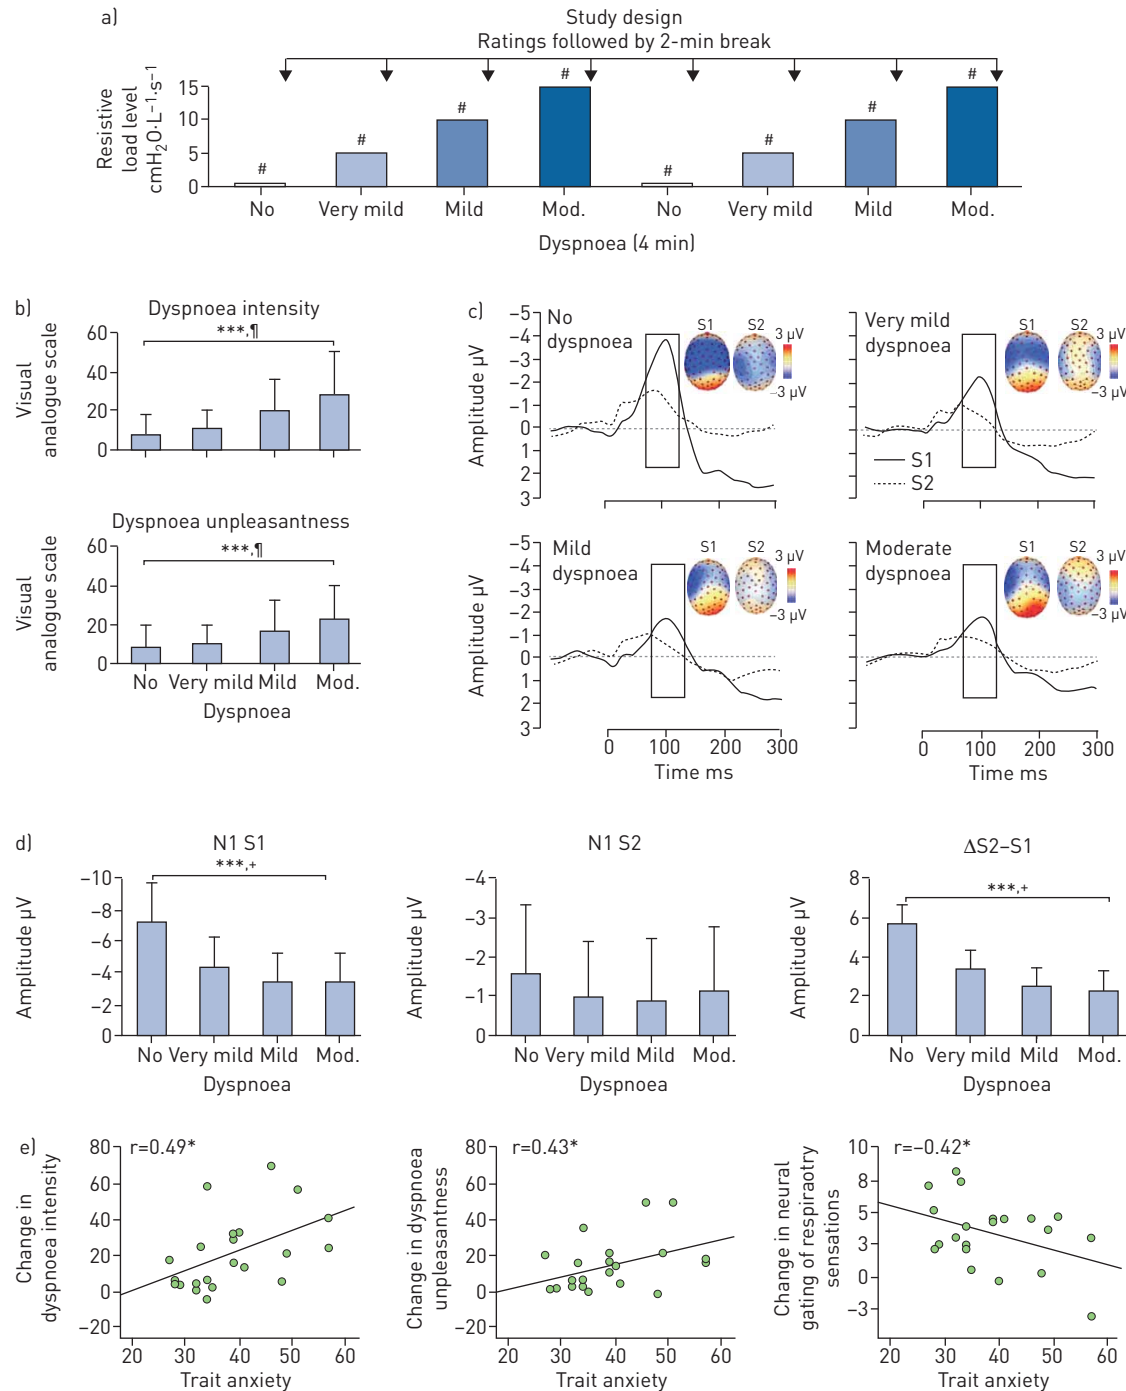 a)
Study design
Ratings followed by 2-min break
Resistive
load level
cmH₂O·L⁻¹·s⁻¹
15
10
5
0
# # # # # # # #
No Very mild Mild Mod. No Very mild Mild Mod.
Dyspnoea (4 min)
b)
Dyspnoea intensity
***,¶
Visual
analogue scale
60
40
20
0
Dyspnoea unpleasantness
***,¶
Visual
analogue scale
60
40
20
0
No Very mild Mild Mod.
Dyspnoea
c)
No
dyspnoea
S1 S2
3 µV
−3 µV
Amplitude µV
−5
−4
−3
−2
−1
0
1
2
3
Very mild
dyspnoea
S1 S2
3 µV
−3 µV
S1
S2
Mild
dyspnoea
S1 S2
3 µV
−3 µV
Amplitude µV
−5
−4
−3
−2
−1
0
1
2
3
0 100 200 300
Time ms
Moderate
dyspnoea
S1 S2
3 µV
−3 µV
0 100 200 300
Time ms
d)
N1 S1
***,+
Amplitude µV
−10
−8
−6
−4
−2
0
No Very mild Mild Mod.
Dyspnoea
N1 S2
Amplitude µV
−4
−3
−2
−1
0
No Very mild Mild Mod.
Dyspnoea
ΔS2–S1
***,+
Amplitude µV
8
6
4
2
0
No Very mild Mild Mod.
Dyspnoea
e)
r=0.49*
Change in
dyspnoea intensity
80
60
40
20
0
−20
20 30 40 50 60
Trait anxiety
r=0.43*
Change in dyspnoea
unpleasantness
80
60
40
20
0
−20
20 30 40 50 60
Trait anxiety
r=−0.42*
Change in neural
gating of respiraotry
sensations
10
5
3
0
−3
20 30 40 50 60
Trait anxiety